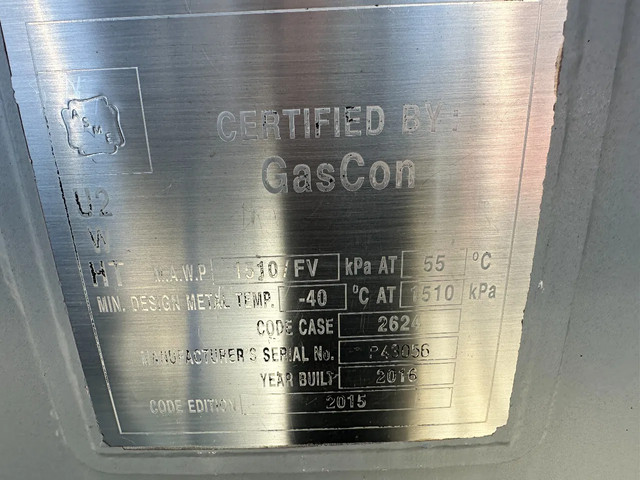 ASME
CERTIFIED BY:
GasCon
U2
W
HT
M.A.W.P 1510/FV kPa AT 55 °C
MIN. DESIGN METAL TEMP. -40 °C AT 1510 kPa
CODE CASE 2624
MANUFACTURER'S SERIAL No. P43056
YEAR BUILT 2016
CODE EDITION 2015